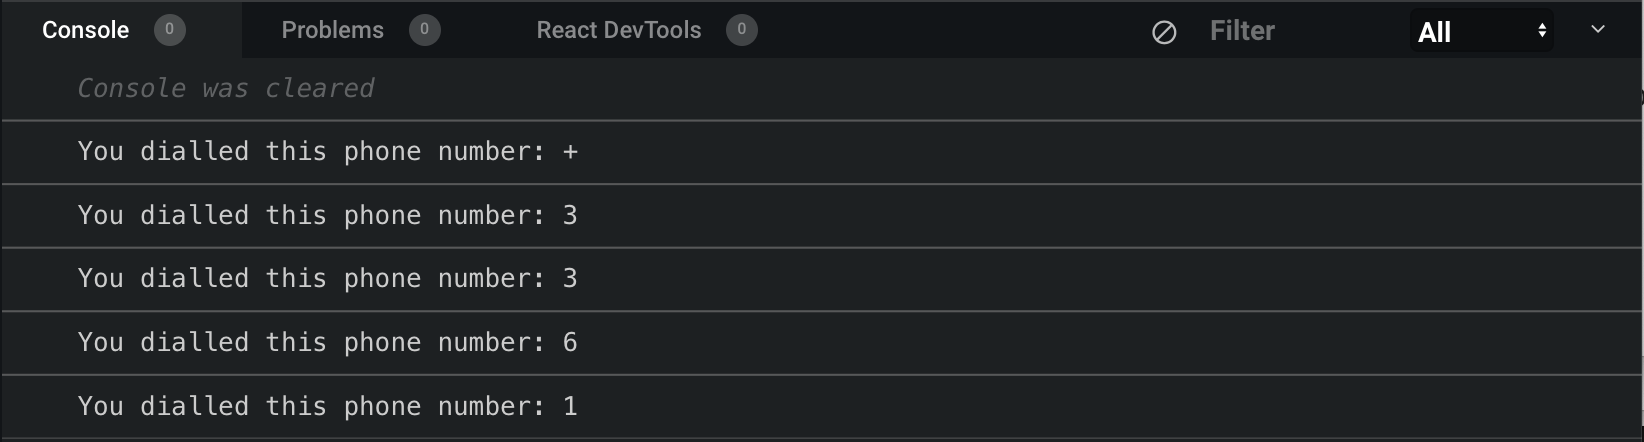 Console 0 Problems 0 React DevTools 0 Filter All
Console was cleared
You dialled this phone number: +
You dialled this phone number: 3
You dialled this phone number: 3
You dialled this phone number: 6
You dialled this phone number: 1